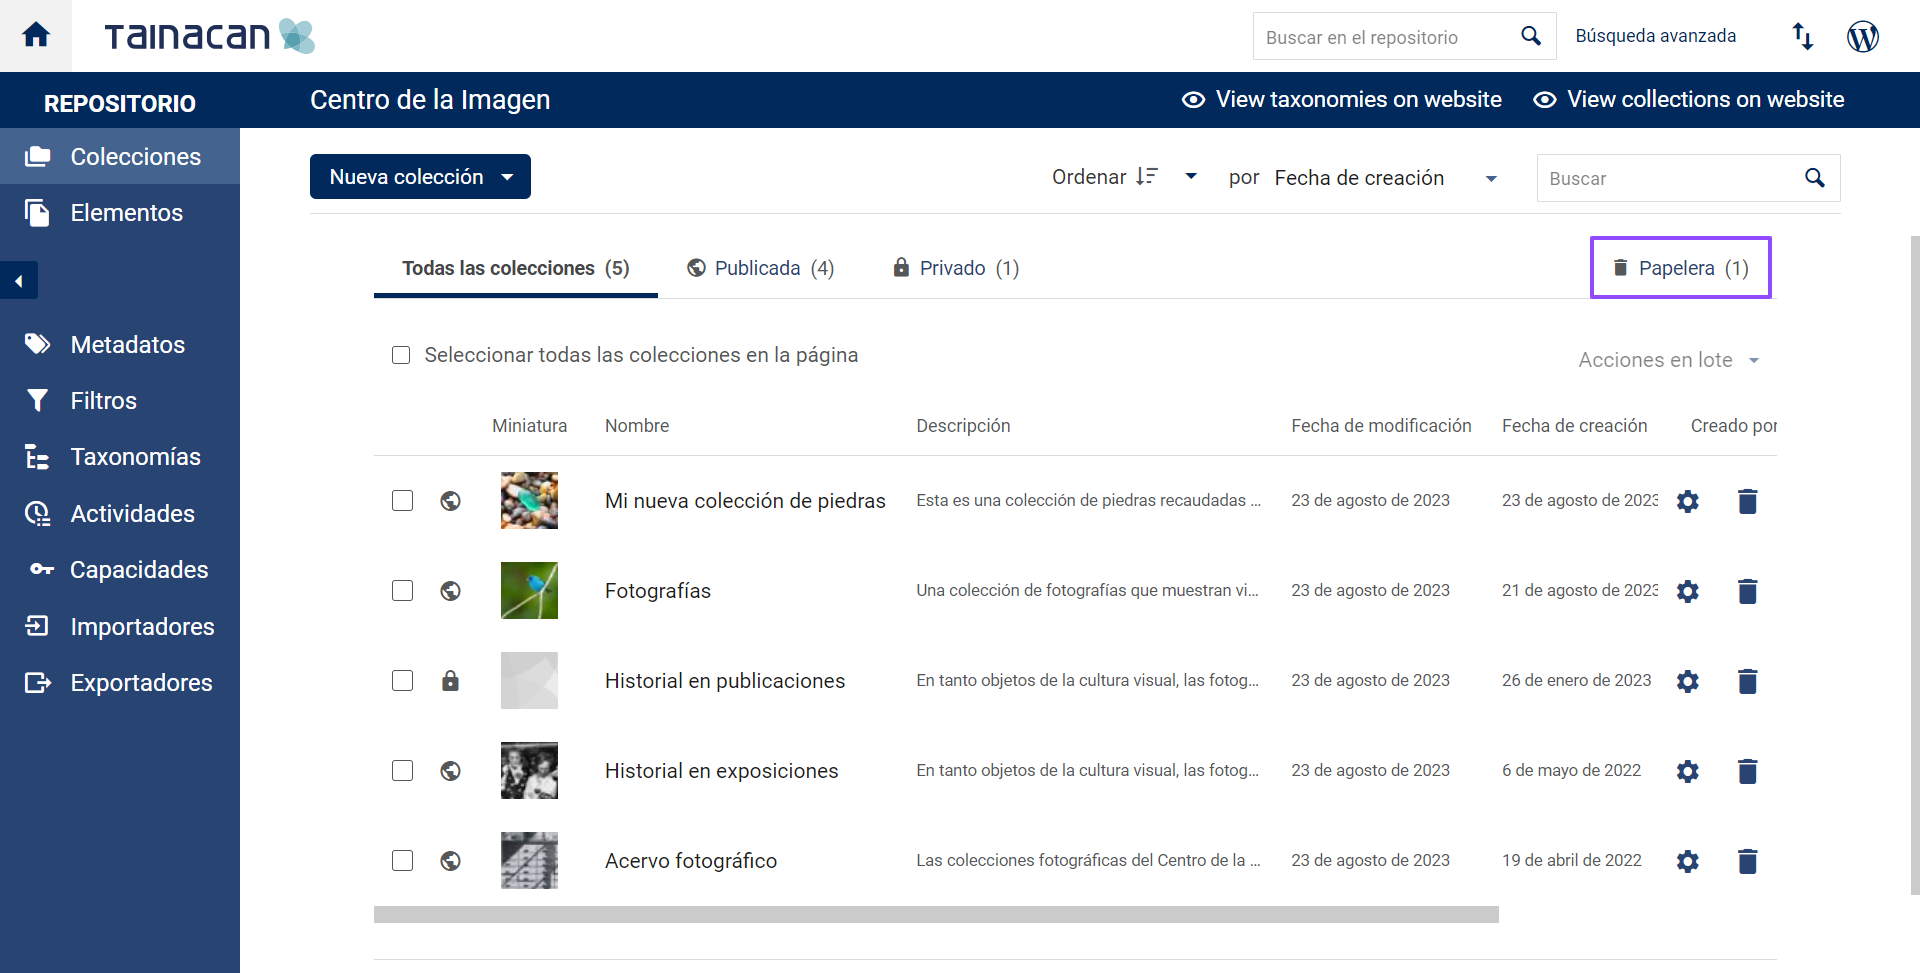 TAINACAN
Buscar en el repositorio
Búsqueda avanzada
REPOSITORIO
Centro de la Imagen
View taxonomies on website
View collections on website
Colecciones
Elementos
Metadatos
Filtros
Taxonomías
Actividades
Capacidades
Importadores
Exportadores
Nueva colección
Ordenar
por Fecha de creación
Buscar
Todas las colecciones (5)
Publicada (4)
Privado (1)
Papelera (1)
Seleccionar todas las colecciones en la página
Acciones en lote
Miniatura Nombre Descripción Fecha de modificación Fecha de creación Creado por
Mi nueva colección de piedras Esta es una colección de piedras recaudadas ... 23 de agosto de 2023 23 de agosto de 2023
Fotografías Una colección de fotografías que muestran vi... 23 de agosto de 2023 21 de agosto de 2023
Historial en publicaciones En tanto objetos de la cultura visual, las fotog... 23 de agosto de 2023 26 de enero de 2023
Historial en exposiciones En tanto objetos de la cultura visual, las fotog... 23 de agosto de 2023 6 de mayo de 2022
Acervo fotográfico Las colecciones fotográficas del Centro de la ... 23 de agosto de 2023 19 de abril de 2022